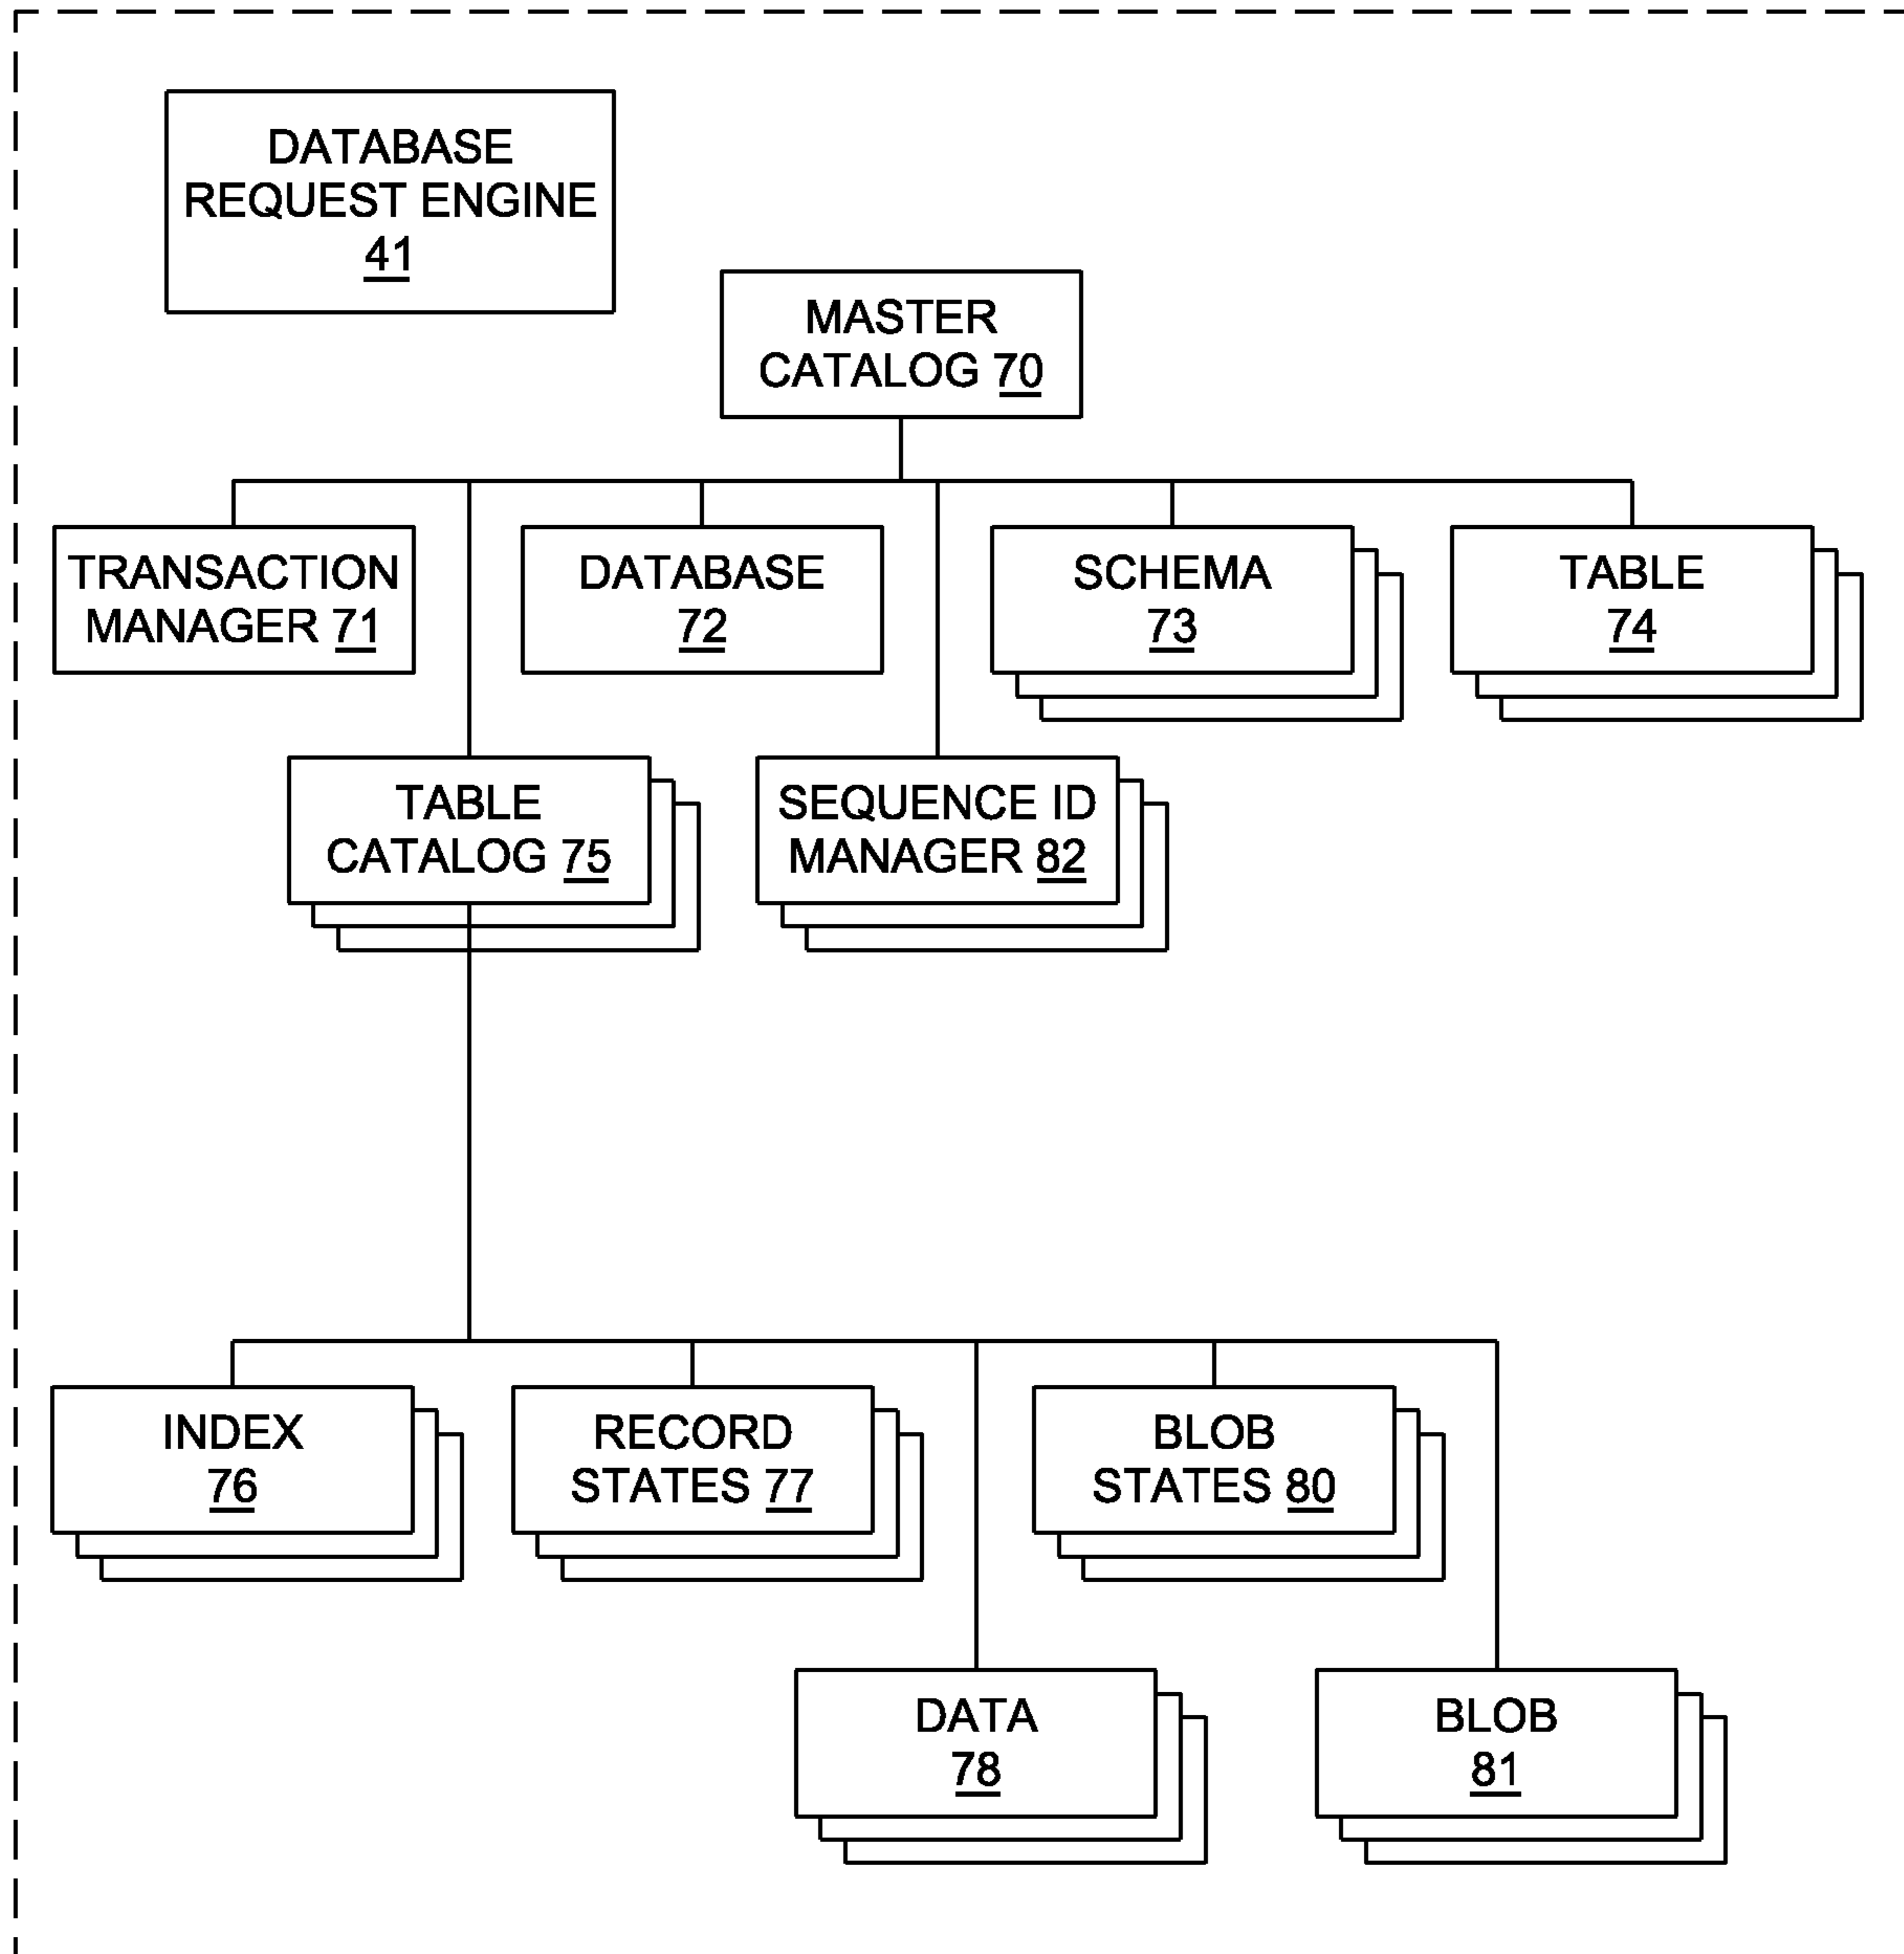 DATABASE
REQUEST ENGINE
41
MASTER
CATALOG 70
TRANSACTION
MANAGER 71
DATABASE
72
SCHEMA
73
TABLE
74
TABLE
CATALOG 75
SEQUENCE ID
MANAGER 82
INDEX
76
RECORD
STATES 77
BLOB
STATES 80
DATA
78
BLOB
81